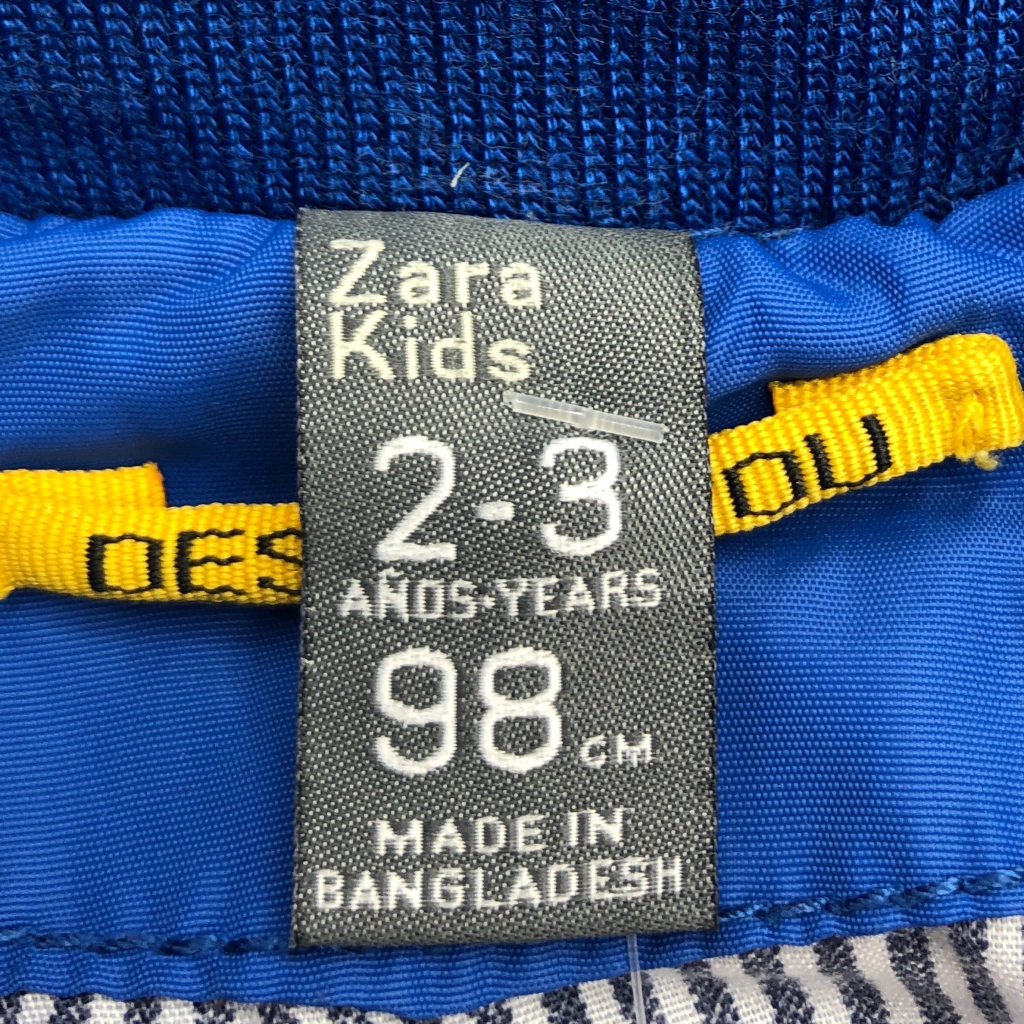 Zara
Kids
2-3
AÑOS•YEARS
98 CM
MADE IN
BANGLADESH